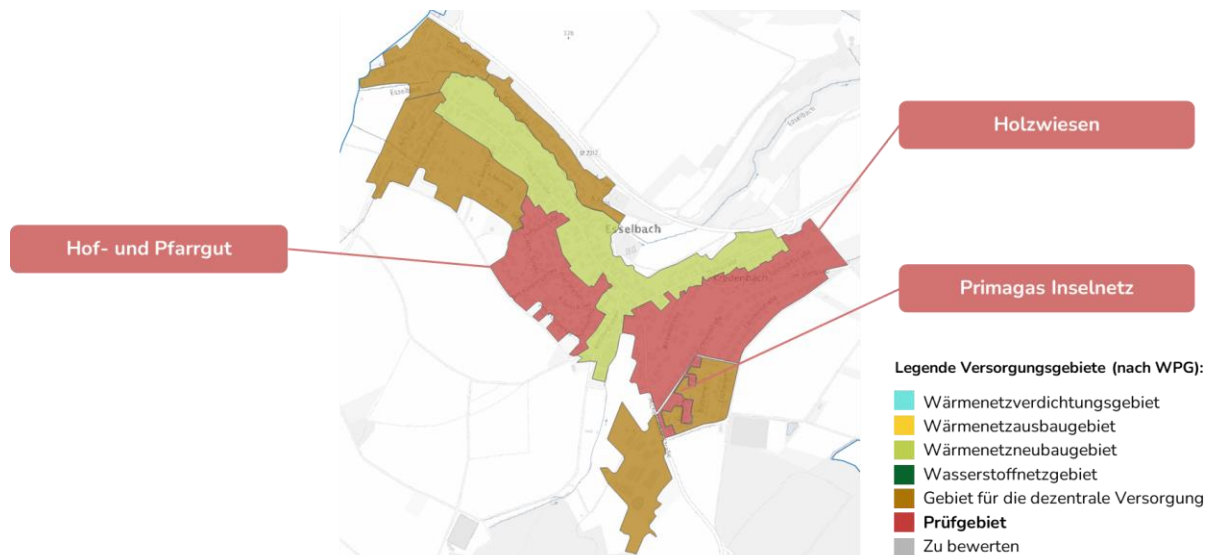 Holzwiesen
Hof- und Pfarrgut
Esselbach
Primagas Inselnetz
Legende Versorgungsgebiete (nach WPG):
Wärmenetzverdichtungsgebiet
Wärmenetzausbaugebiet
Wärmenetzneubaugebiet
Wasserstoffnetzgebiet
Gebiet für die dezentrale Versorgung
Prüfgebiet
Zu bewerten